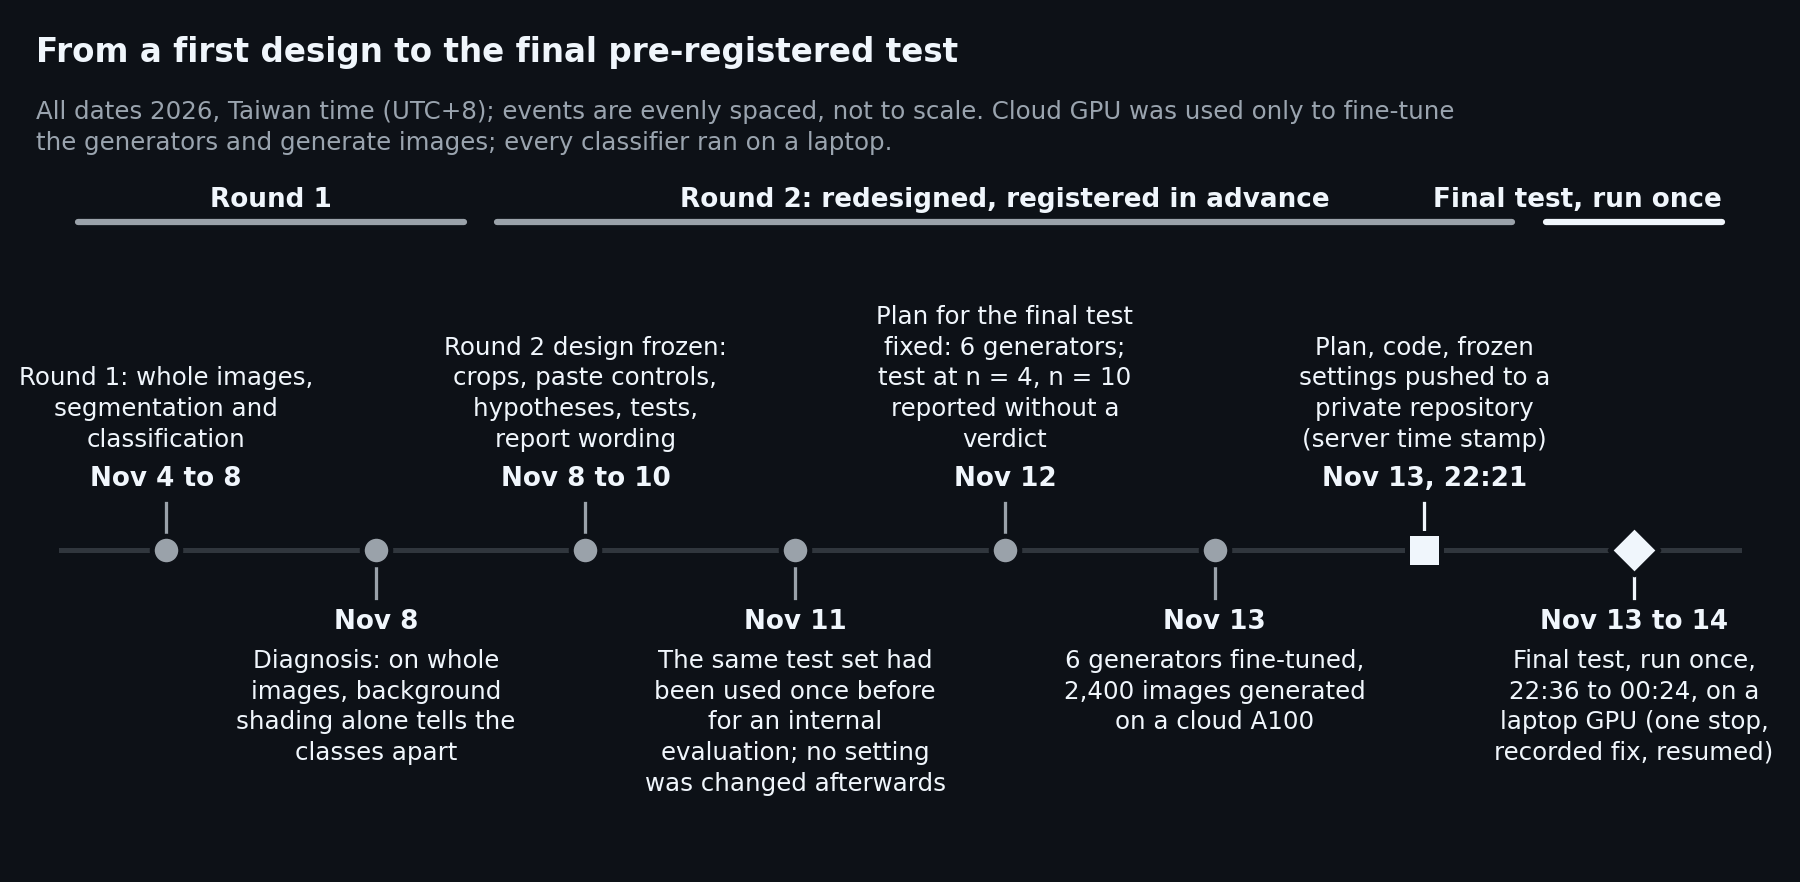 From a first design to the final pre-registered test
All dates 2026, Taiwan time (UTC+8); events are evenly spaced, not to scale. Cloud GPU was used only to fine-tune
the generators and generate images; every classifier ran on a laptop.
Round 1
Round 2: redesigned, registered in advance
Final test, run once
Round 1: whole images,
segmentation and
classification
Nov 4 to 8
Nov 8
Diagnosis: on whole
images, background
shading alone tells the
classes apart
Round 2 design frozen:
crops, paste controls,
hypotheses, tests,
report wording
Nov 8 to 10
Nov 11
The same test set had
been used once before
for an internal
evaluation; no setting
was changed afterwards
Plan for the final test
fixed: 6 generators;
test at n = 4, n = 10
reported without a
verdict
Nov 12
Nov 13
6 generators fine-tuned,
2,400 images generated
on a cloud A100
Plan, code, frozen
settings pushed to a
private repository
(server time stamp)
Nov 13, 22:21
Nov 13 to 14
Final test, run once,
22:36 to 00:24, on a
laptop GPU (one stop,
recorded fix, resumed)